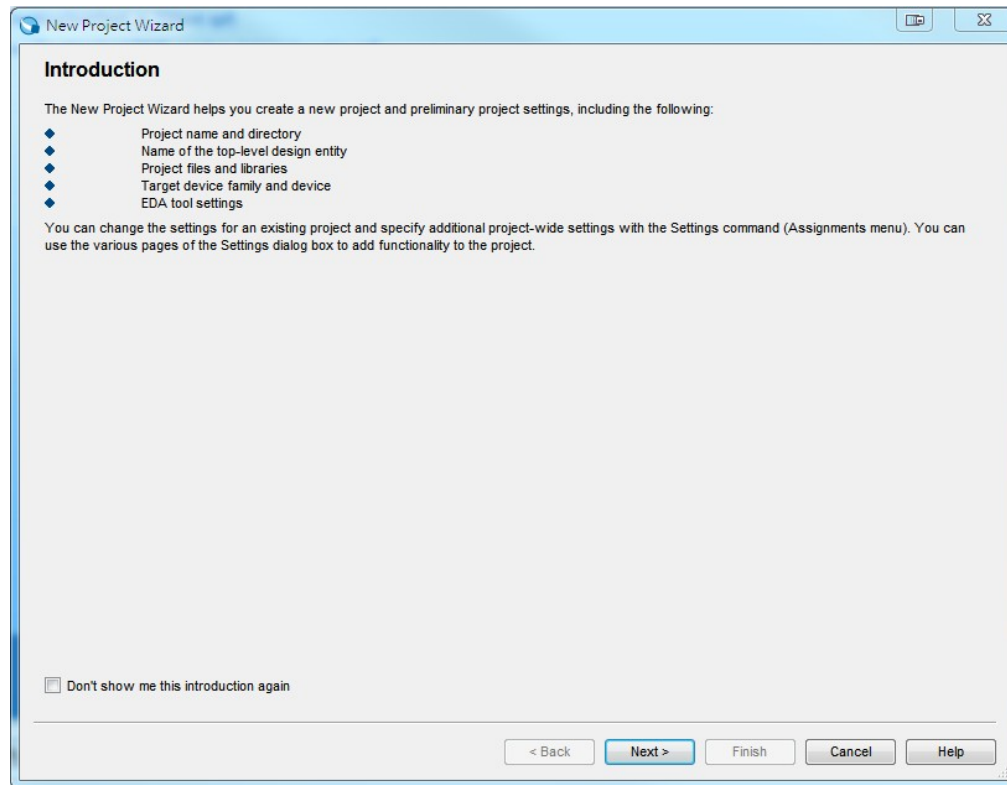 New Project Wizard
Introduction
The New Project Wizard helps you create a new project and preliminary project settings, including the following:
Project name and directory
Name of the top-level design entity
Project files and libraries
Target device family and device
EDA tool settings
You can change the settings for an existing project and specify additional project-wide settings with the Settings command (Assignments menu). You can
use the various pages of the Settings dialog box to add functionality to the project.
Don't show me this introduction again
< Back Next > Finish Cancel Help